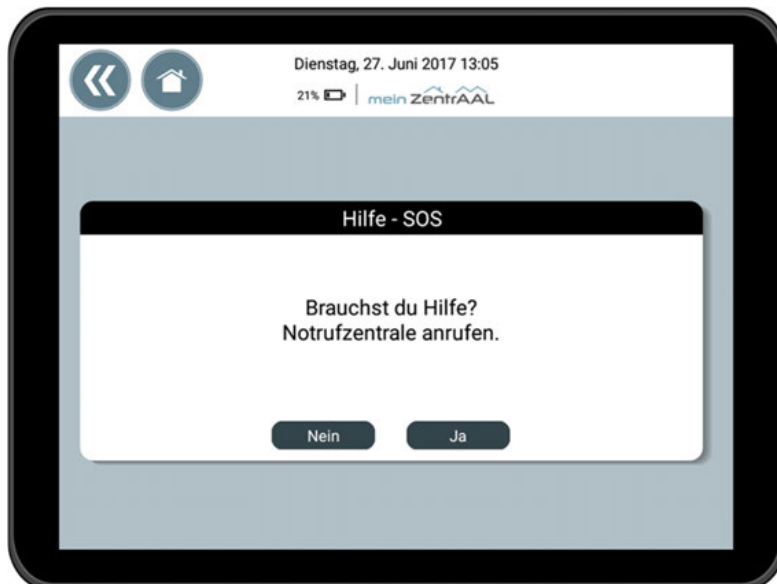 Dienstag, 27. Juni 2017 13:05
21% mein ZentrAAL
Hilfe - SOS
Brauchst du Hilfe?
Notrufzentrale anrufen.
Nein Ja